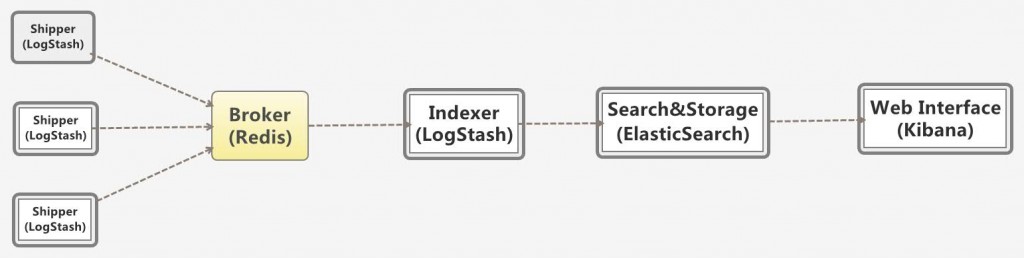 Shipper
(LogStash)
Shipper
(LogStash)
Shipper
(LogStash)
Broker
(Redis)
Indexer
(LogStash)
Search&Storage
(ElasticSearch)
Web Interface
(Kibana)